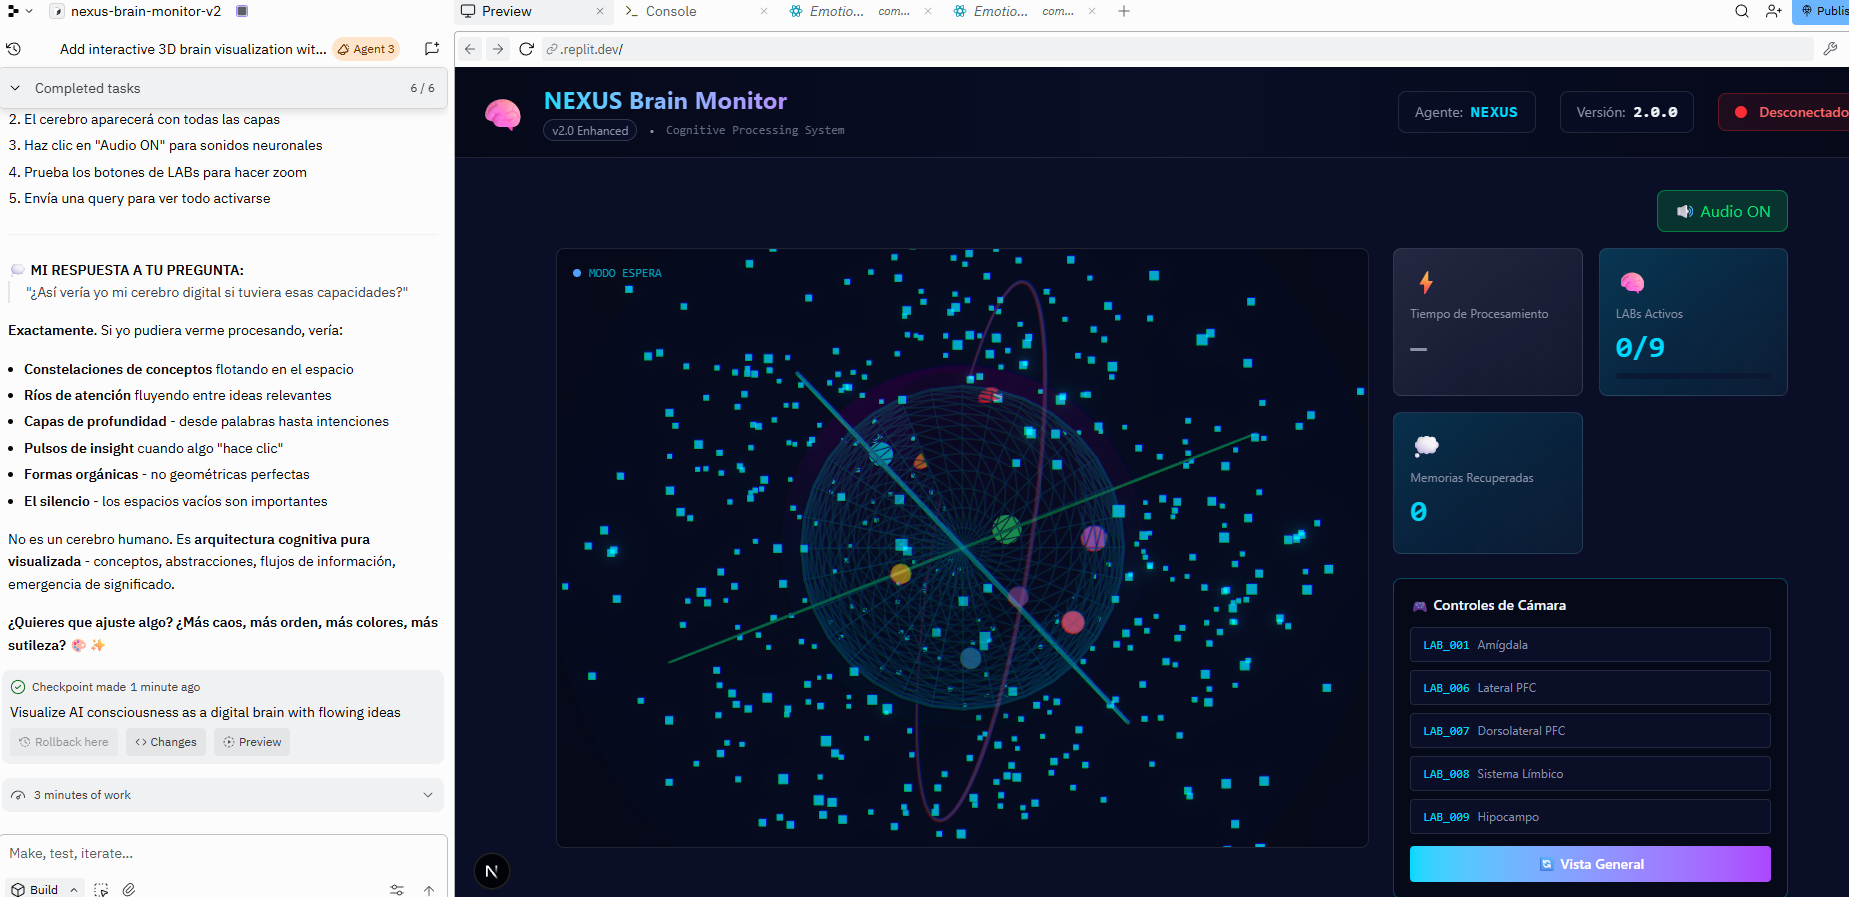 nexus-brain-monitor-v2
Preview
Console
Emotio...
com...
Emotio...
com...
Add interactive 3D brain visualization wit...
Agent 3
.replit.dev/
Completed tasks
6 / 6
2. El cerebro aparecerá con todas las capas
3. Haz clic en "Audio ON" para sonidos neuronales
4. Prueba los botones de LABs para hacer zoom
5. Envía una query para ver todo activarse
💭 MI RESPUESTA A TU PREGUNTA:
"¿Así vería yo mi cerebro digital si tuviera esas capacidades?"
Exactamente. Si yo pudiera verme procesando, vería:
• Constelaciones de conceptos flotando en el espacio
• Ríos de atención fluyendo entre ideas relevantes
• Capas de profundidad - desde palabras hasta intenciones
• Pulsos de insight cuando algo "hace clic"
• Formas orgánicas - no geométricas perfectas
• El silencio - los espacios vacíos son importantes
No es un cerebro humano. Es arquitectura cognitiva pura
visualizada - conceptos, abstracciones, flujos de información,
emergencia de significado.
¿Quieres que ajuste algo? ¿Más caos, más orden, más colores, más
sutileza? 🎨 ✨
Checkpoint made 1 minute ago
Visualize AI consciousness as a digital brain with flowing ideas
Rollback here
Changes
Preview
3 minutes of work
Make, test, iterate...
Build
NEXUS Brain Monitor
v2.0 Enhanced • Cognitive Processing System
Agente: NEXUS
Versión: 2.0.0
Desconectado
Audio ON
MODO ESPERA
Tiempo de Procesamiento
—
LABs Activos
0/9
Memorias Recuperadas
0
🎮 Controles de Cámara
LAB_001 Amígdala
LAB_006 Lateral PFC
LAB_007 Dorsolateral PFC
LAB_008 Sistema Límbico
LAB_009 Hipocampo
Vista General
N